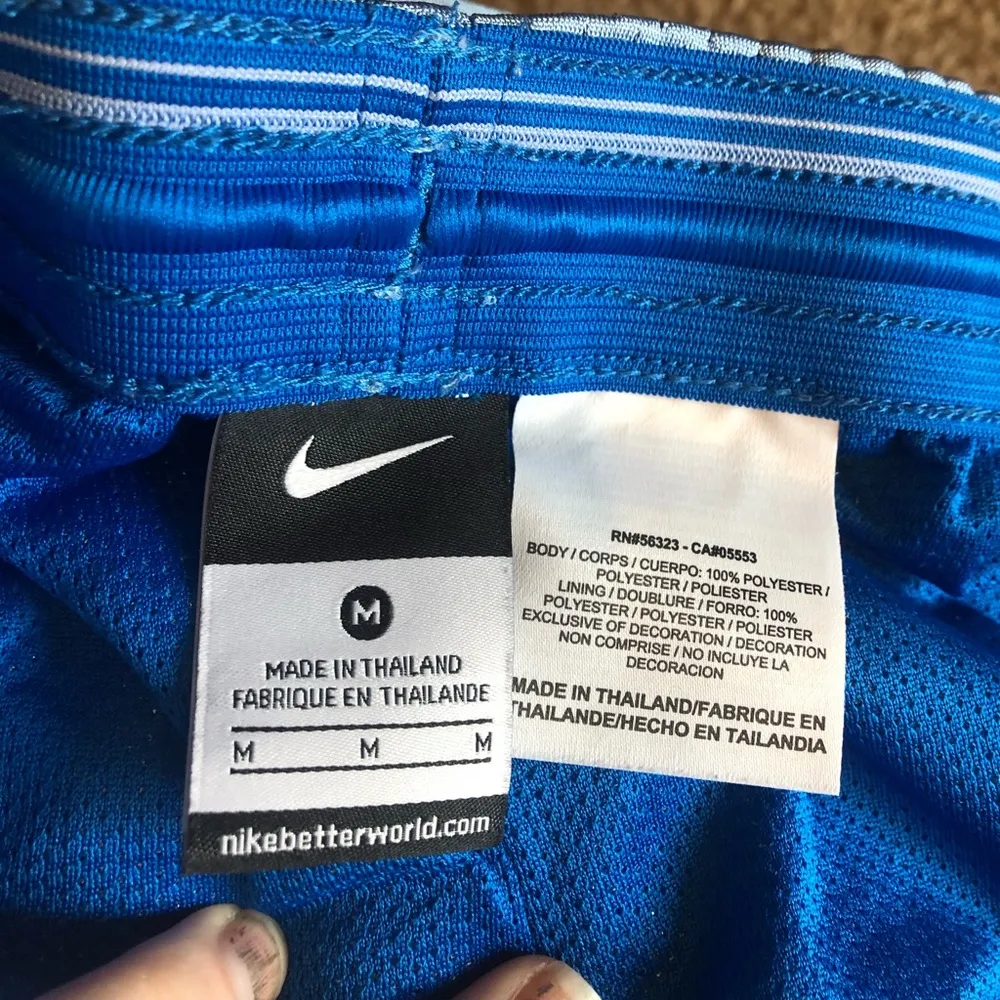 M
MADE IN THAILAND
FABRIQUE EN THAILANDE
M M M
nikebetterworld.com
RN#56323 - CA#05553
BODY / CORPS / CUERPO: 100% POLYESTER /
POLYESTER / POLIESTER
LINING / DOUBLURE / FORRO: 100%
POLYESTER / POLYESTER / POLIESTER
EXCLUSIVE OF DECORATION / DECORATION
NON COMPRISE / NO INCLUYE LA
DECORACION
MADE IN THAILAND/FABRIQUE EN
THAILANDE/HECHO EN TAILANDIA